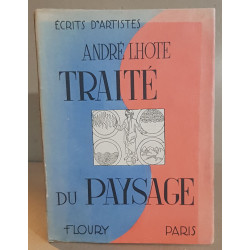 ÉCRITS D'ARTISTES
ANDRÉ LHOTE
TRAITÉ
DU PAYSAGE
FLOURY PARIS